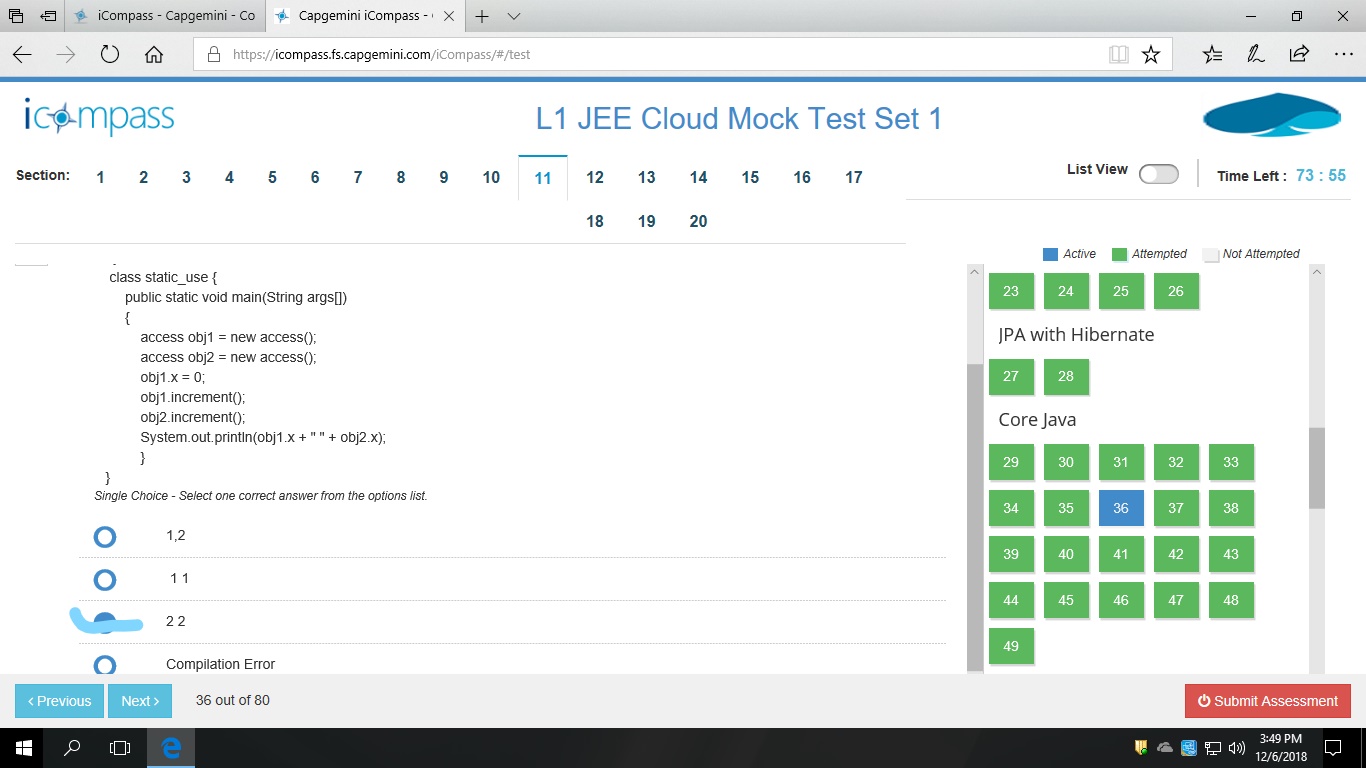 iCompass - Capgemini - Co
Capgemini iCompass -
https://icompass.fs.capgemini.com/iCompass/#/test
icompass
L1 JEE Cloud Mock Test Set 1
Section: 1 2 3 4 5 6 7 8 9 10 11 12 13 14 15 16 17
18 19 20
List View
Time Left : 73 : 55
Active Attempted Not Attempted
class static_use {
public static void main(String args[])
{
access obj1 = new access();
access obj2 = new access();
obj1.x = 0;
obj1.increment();
obj2.increment();
System.out.println(obj1.x + " " + obj2.x);
}
}
Single Choice - Select one correct answer from the options list.
1,2
1 1
2 2
Compilation Error
23 24 25 26
JPA with Hibernate
27 28
Core Java
29 30 31 32 33
34 35 36 37 38
39 40 41 42 43
44 45 46 47 48
49
‹ Previous Next › 36 out of 80
Submit Assessment
3:49 PM
12/6/2018